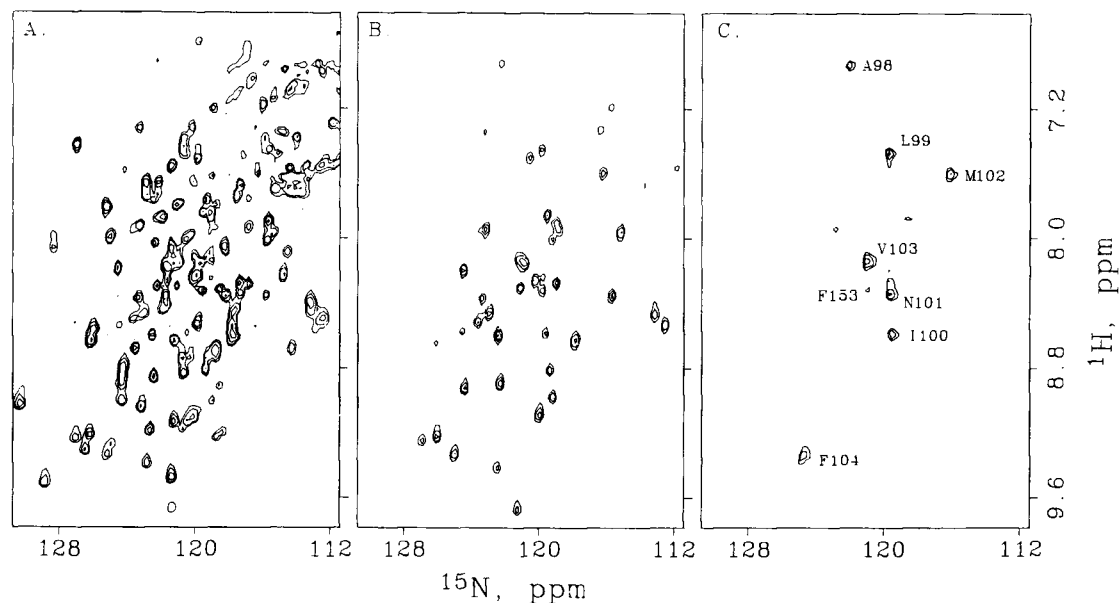 A.
B.
C.
A98
7.2
L99
M102
8.0
V103
F153
N101
I100
¹H, ppm
8.8
F104
9.6
128
120
112
128
120
112
128
120
112
¹⁵N, ppm